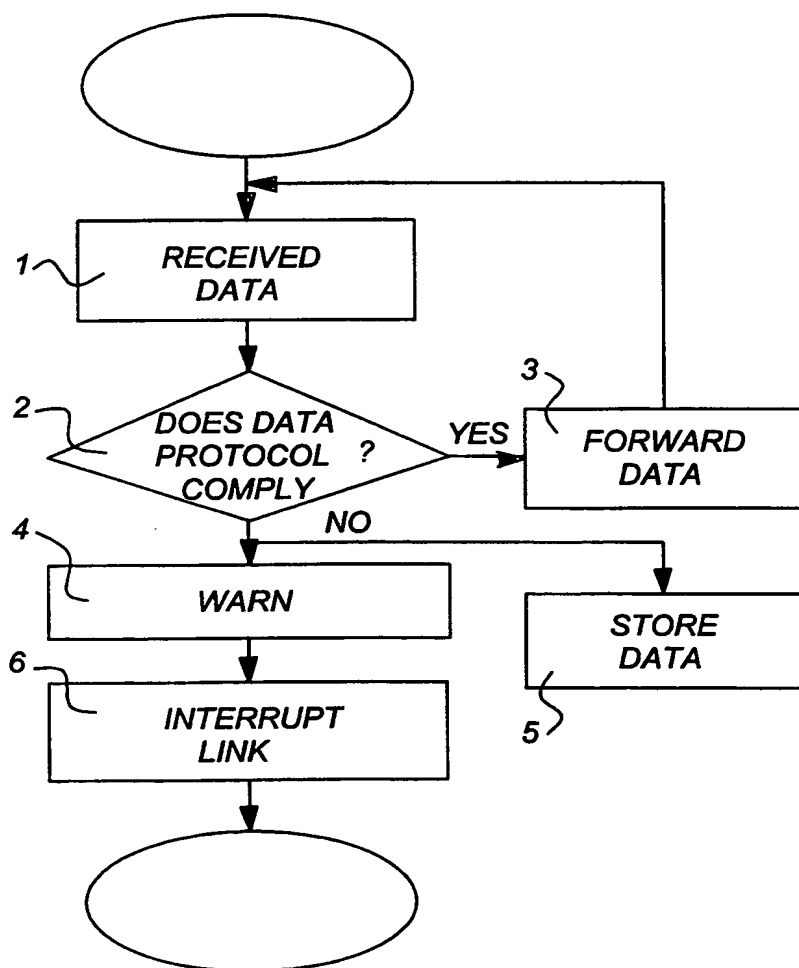 1
RECEIVED
DATA
2
DOES DATA
PROTOCOL ?
COMPLY
YES
3
FORWARD
DATA
NO
4
WARN
STORE
DATA
5
6
INTERRUPT
LINK